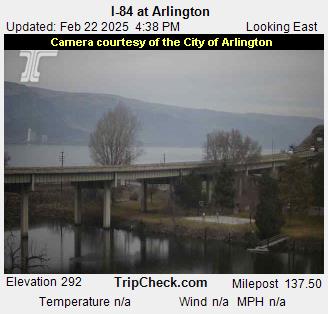 I-84 at Arlington
Updated: Feb 22 2025 4:38 PM Looking East
Camera courtesy of the City of Arlington
Elevation 292 TripCheck.com Milepost 137.50
Temperature n/a Wind n/a MPH n/a